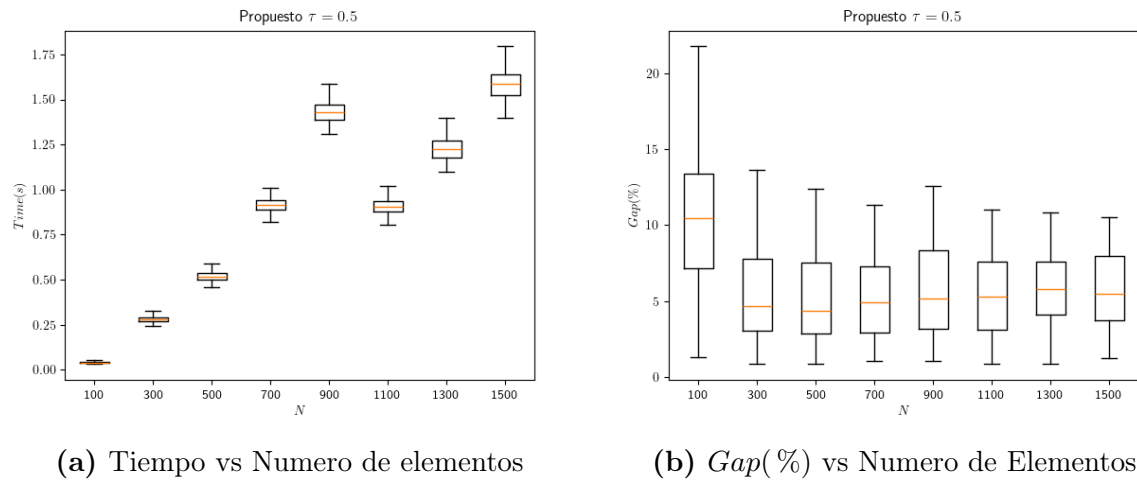 Propuesto τ = 0.5
1.75
1.50
1.25
1.00
0.75
0.50
0.25
0.00
Time(s)
100 300 500 700 900 1100 1300 1500
N
(a) Tiempo vs Numero de elementos
Propuesto τ = 0.5
20
15
10
5
0
Gap(%)
100 300 500 700 900 1100 1300 1500
N
(b) Gap( %) vs Numero de Elementos